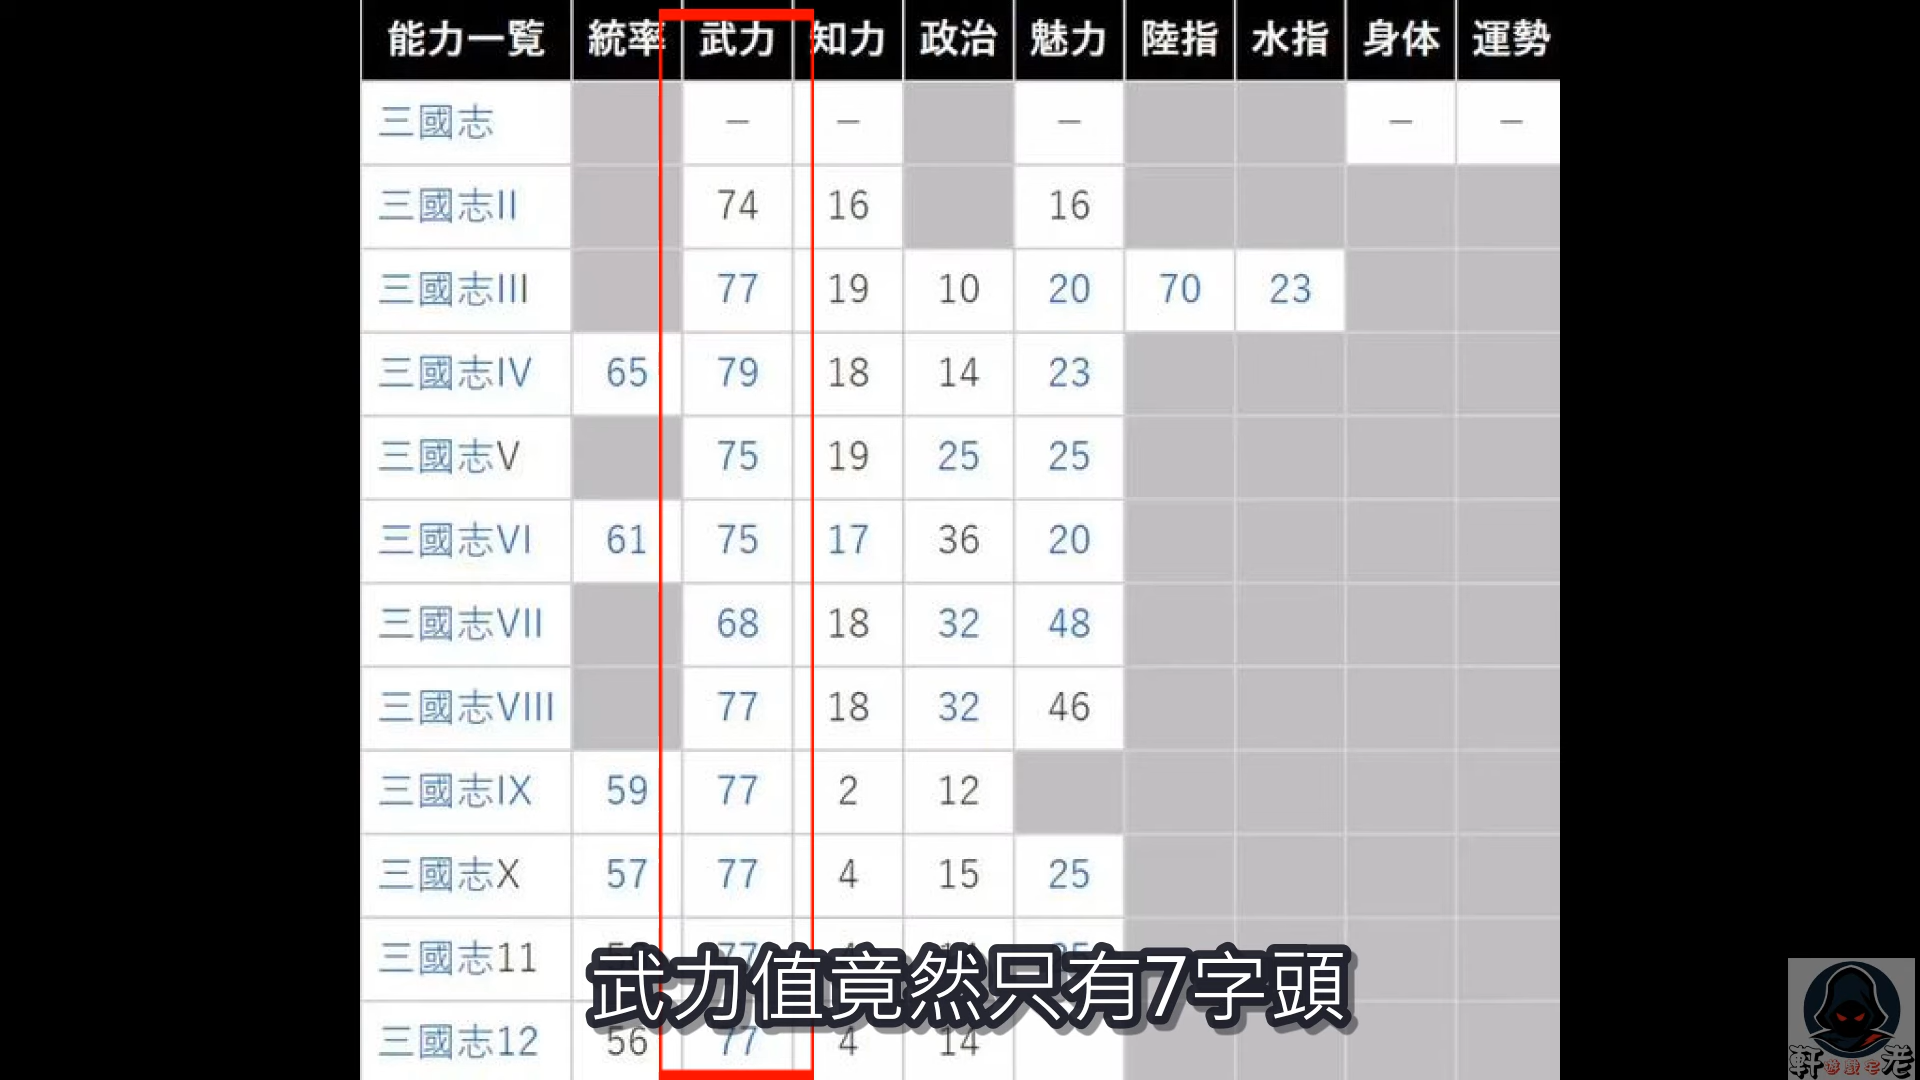 能力一覧 統率 武力 知力 政治 魅力 陸指 水指 身体 運勢
三國志 – – – – –
三國志II 74 16 16
三國志III 77 19 10 20 70 23
三國志IV 65 79 18 14 23
三國志V 75 19 25 25
三國志VI 61 75 17 36 20
三國志VII 68 18 32 48
三國志VIII 77 18 32 46
三國志IX 59 77 2 12
三國志X 57 77 4 15 25
三國志11 77
武力值竟然只有7字頭
三國志12 56 77 4 14
軒遊戲宅老